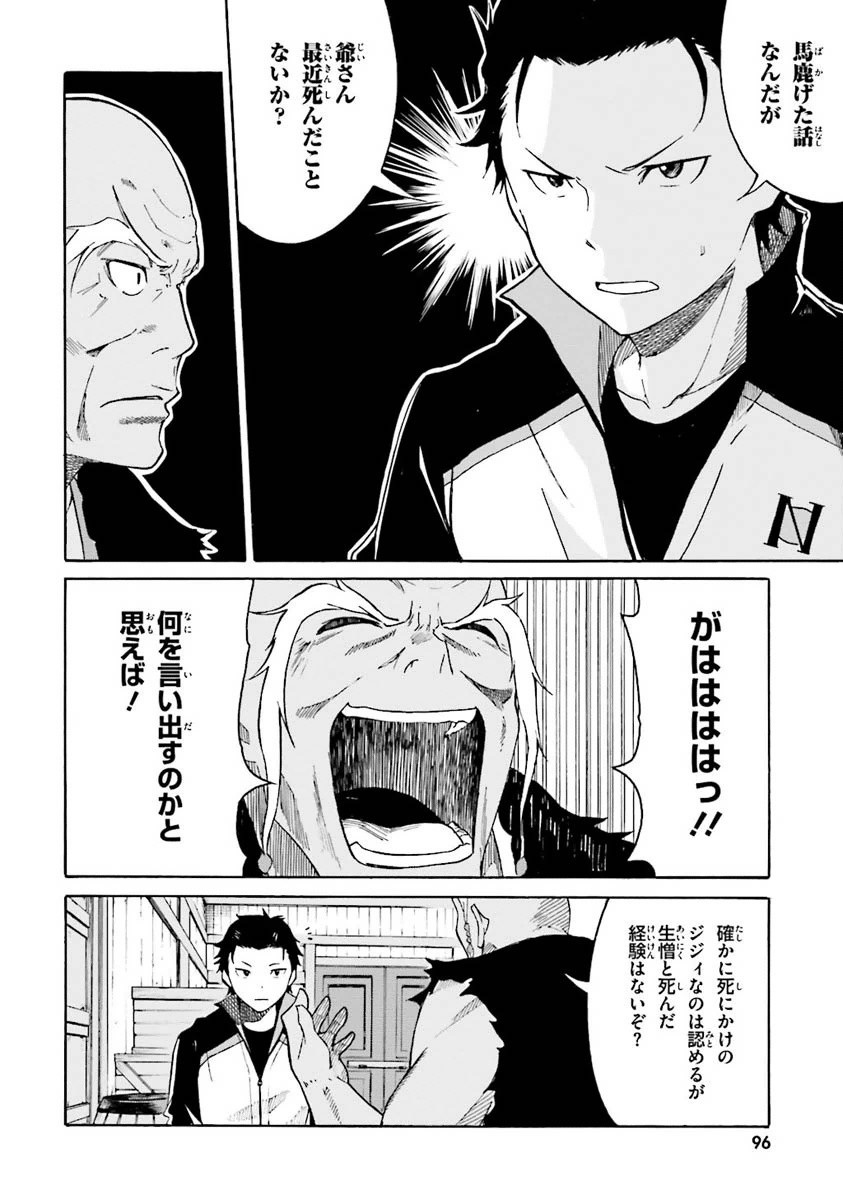 馬鹿げた話
なんだが
爺さん
最近死んだこと
ないか?
N
がははははっ!!
何を言い出すのかと
思えば!
確かに死にかけの
ジジィなのは認めるが
生憎と死んだ
経験はないぞ?
96